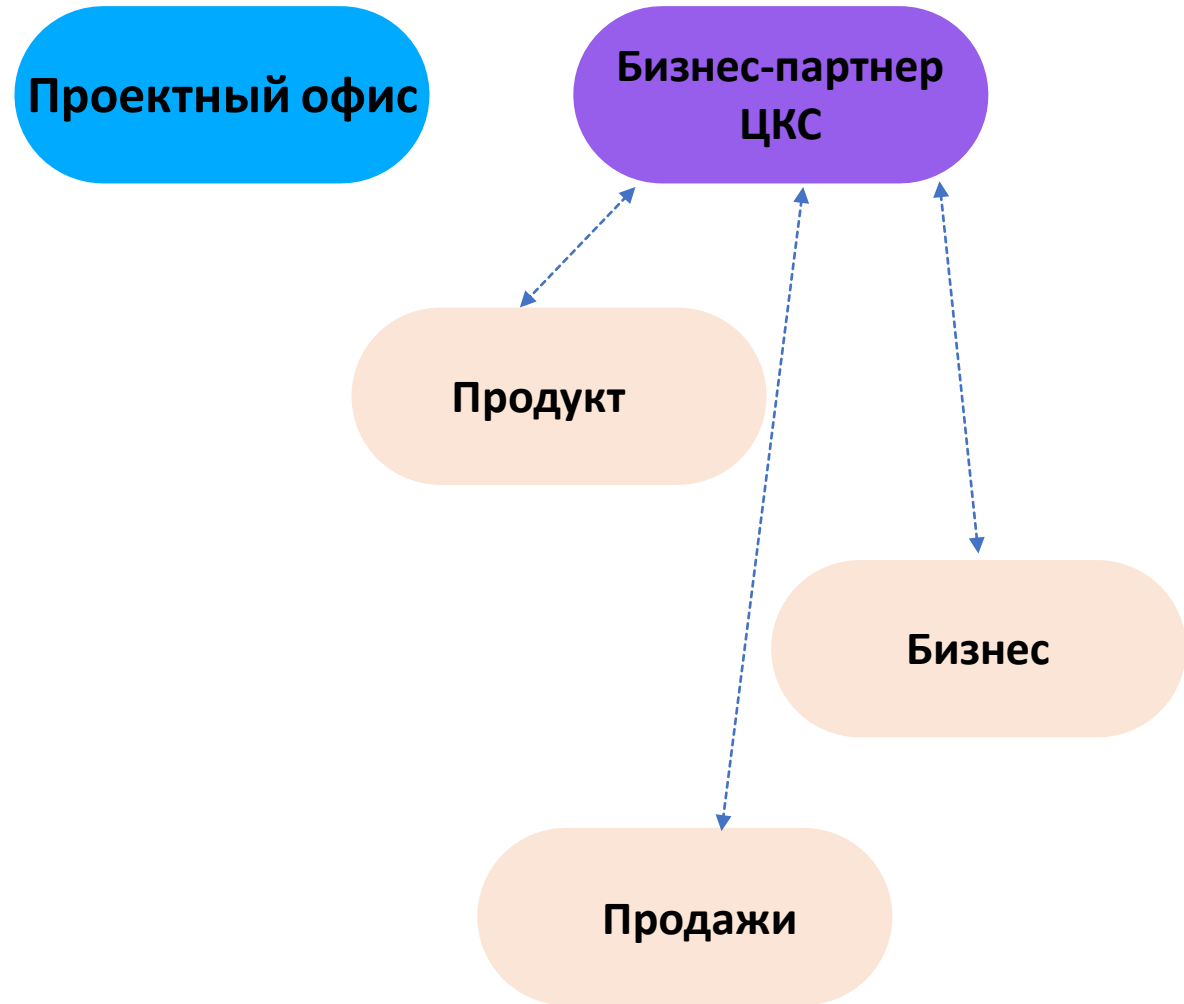 Проектный офис
Бизнес-партнер
ЦКС
Продукт
Бизнес
Продажи